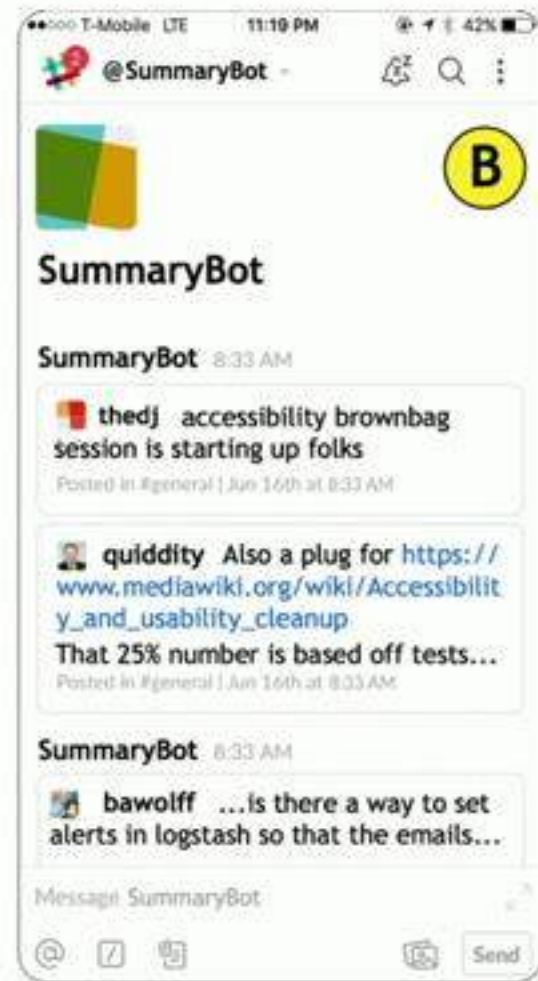 T-Mobile LTE 11:19 PM 42%
2
@SummaryBot
B
SummaryBot
SummaryBot 8:33 AM
thedj accessibility brownbag
session is starting up folks
Posted in #general | Jun 16th at 8:33 AM
quiddity Also a plug for https://
www.mediawiki.org/wiki/Accessibilit
y_and_usability_cleanup
That 25% number is based off tests...
Posted in #general | Jun 16th at 8:33 AM
SummaryBot 8:33 AM
bawolff ...is there a way to set
alerts in logstash so that the emails...
Message SummaryBot
@ / Send